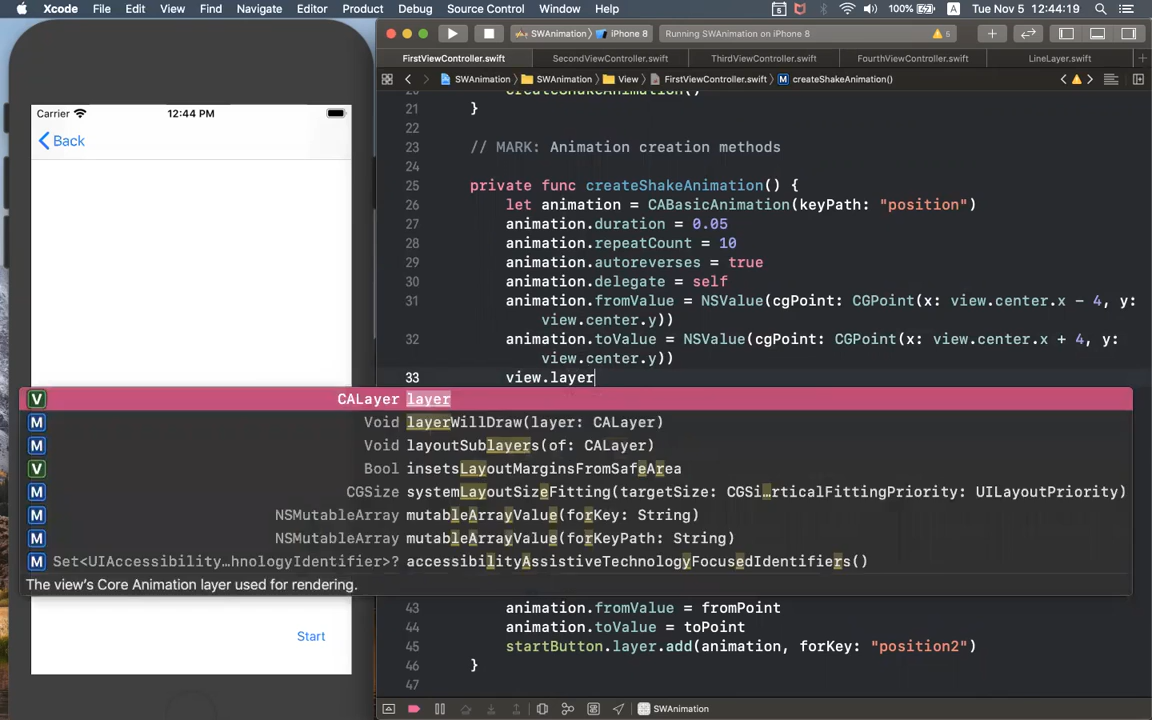 Xcode File Edit View Find Navigate Editor Product Debug Source Control Window Help 5 100% A Tue Nov 5 12:44:19
SWAnimation iPhone 8 Running SWAnimation on iPhone 8 5
FirstViewController.swift SecondViewController.swift ThirdViewController.swift FourthViewController.swift LineLayer.swift
SWAnimation SWAnimation View FirstViewController.swift M createShakeAnimation()
Carrier 12:44 PM
Back
Start
20 createShakeAnimation()
21 }
22
23 // MARK: Animation creation methods
24
25 private func createShakeAnimation() {
26 let animation = CABasicAnimation(keyPath: "position")
27 animation.duration = 0.05
28 animation.repeatCount = 10
29 animation.autoreverses = true
30 animation.delegate = self
31 animation.fromValue = NSValue(cgPoint: CGPoint(x: view.center.x - 4, y:
view.center.y))
32 animation.toValue = NSValue(cgPoint: CGPoint(x: view.center.x + 4, y:
view.center.y))
33 view.layer
V CALayer layer
M Void layerWillDraw(layer: CALayer)
M Void layoutSublayers(of: CALayer)
V Bool insetsLayoutMarginsFromSafeArea
M CGSize systemLayoutSizeFitting(targetSize: CGSi…rticalFittingPriority: UILayoutPriority)
M NSMutableArray mutableArrayValue(forKey: String)
M NSMutableArray mutableArrayValue(forKeyPath: String)
M Set<UIAccessibility…hnologyIdentifier>? accessibilityAssistiveTechnologyFocusedIdentifiers()
The view's Core Animation layer used for rendering.
43 animation.fromValue = fromPoint
44 animation.toValue = toPoint
45 startButton.layer.add(animation, forKey: "position2")
46 }
47
SWAnimation